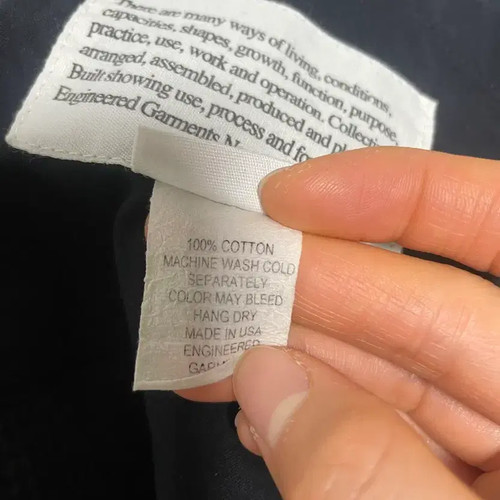 There are many ways of living, conditions,
capacities, shapes, growth, function, purpose,
practice, use, work and operation.
arranged, assembled, produced and
Built showing use, process and
Engineered Garments
100% COTTON
MACHINE WASH COLD
SEPARATELY
COLOR MAY BLEED
HANG DRY
MADE IN USA
ENGINEERED